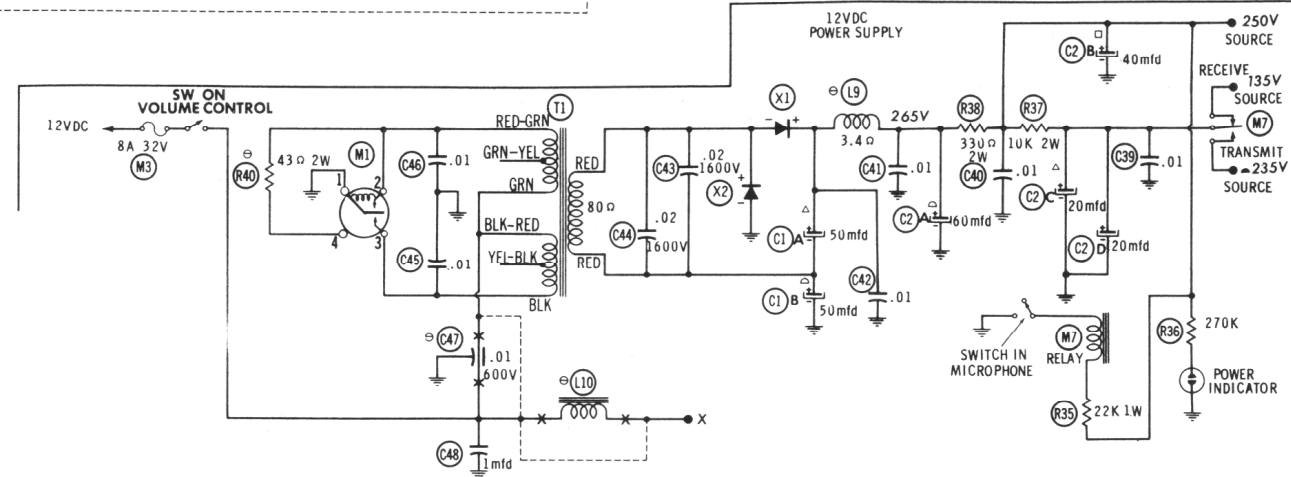 12VDC
POWER SUPPLY
250V
SOURCE
C2 B
40mfd
RECEIVE
135V
SOURCE
M7
TRANSMIT
235V
SOURCE
SW ON
VOLUME CONTROL
12VDC
8A 32V
M3
R40
43Ω 2W
M1
1
2
3
4
C46
.01
C45
.01
T1
RED-GRN
GRN-YEL
GRN
BLK-RED
YEL-BLK
BLK
RED
80Ω
RED
C43
.02
1600V
C44
.02
1600V
X1
X2
L9
3.4Ω
265V
C1 A
50mfd
C1 B
50mfd
C42
.01
C41
.01
C2 A
60mfd
R38
330Ω
2W
C40
.01
R37
10K 2W
C2 C
20mfd
C2 D
20mfd
C39
.01
C47
.01
600V
L10
X
C48
1mfd
SWITCH IN
MICROPHONE
M7
RELAY
R35
22K 1W
R36
270K
POWER
INDICATOR